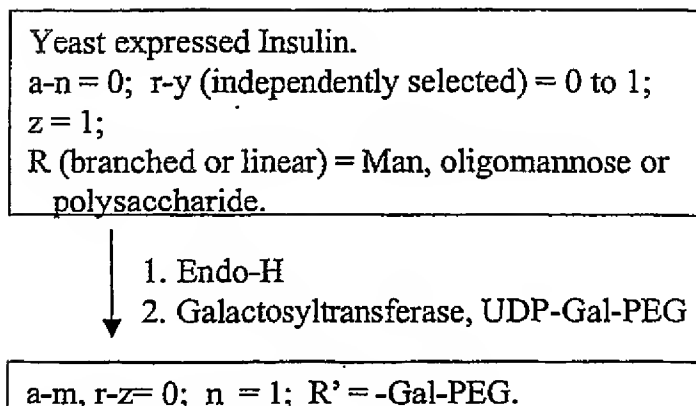 Yeast expressed Insulin.
a-n = 0; r-y (independently selected) = 0 to 1;
z = 1;
R (branched or linear) = Man, oligomannose or
polysaccharide.
1. Endo-H
2. Galactosyltransferase, UDP-Gal-PEG
a-m, r-z= 0; n = 1; R' = -Gal-PEG.